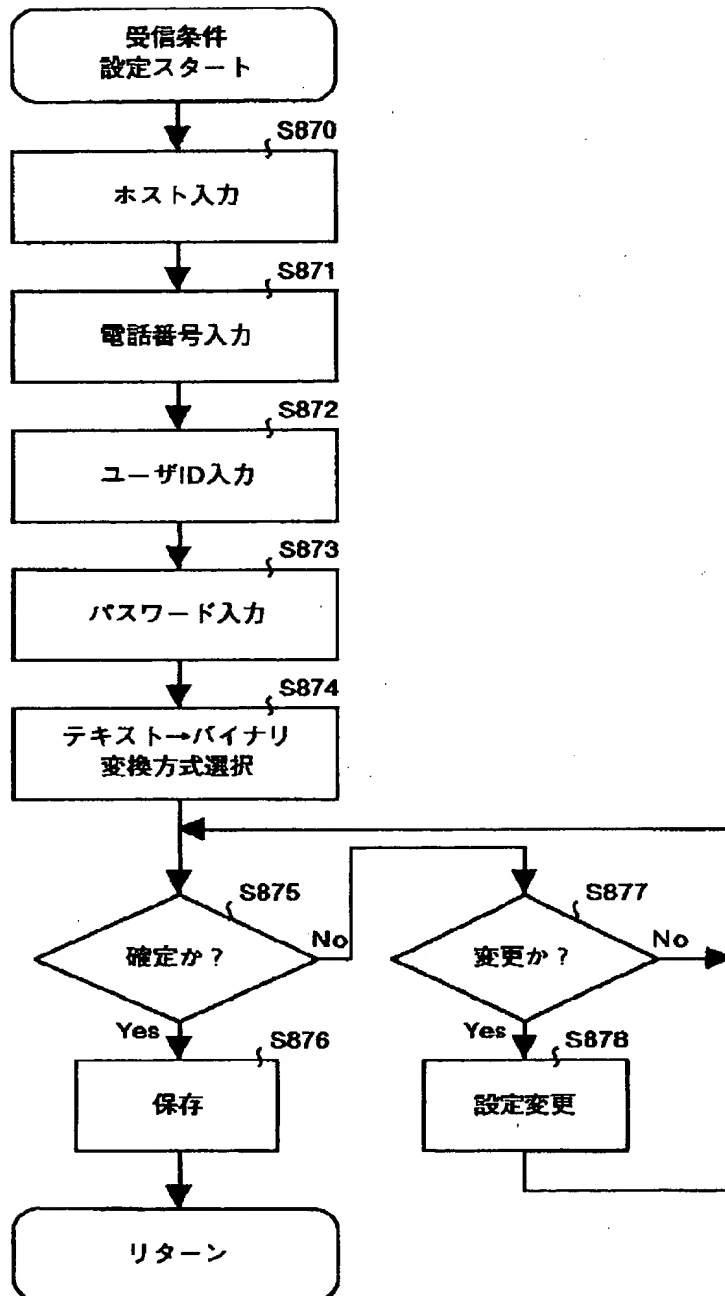 受信条件
設定スタート
S870
ホスト入力
S871
電話番号入力
S872
ユーザID入力
S873
パスワード入力
S874
テキスト→バイナリ
変換方式選択
S875
確定か?
No
Yes
S876
保存
リターン
S877
変更か?
No
Yes
S878
設定変更